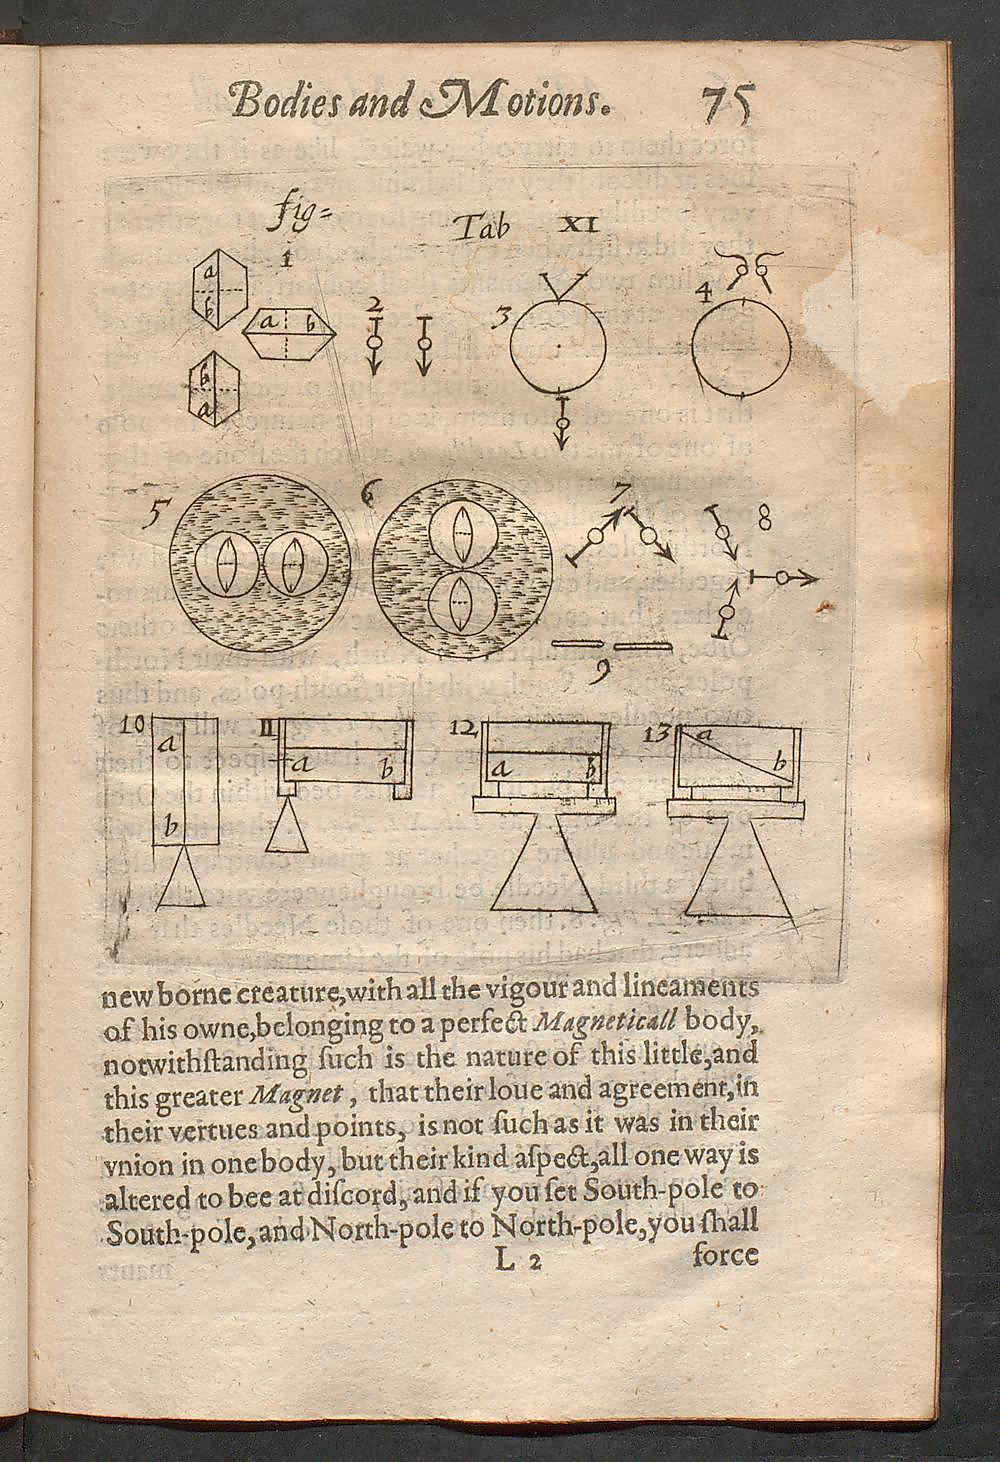 Bodies and Motions. 75
fig=
Tab XI
1
a
b
a b
b
a
2
3
4
5
6
7
8
9
10
a
b
11
a b
12
a b
13
a
b
new borne creature,with all the vigour and lineaments
of his owne,belonging to a perfect Magneticall body,
notwithſtanding ſuch is the nature of this little,and
this greater Magnet, that their loue and agreement,in
their vertues and points, is not ſuch as it was in their
vnion in one body, but their kind aſpect,all one way is
altered to bee at diſcord, and if you ſet South-pole to
South-pole, and North-pole to North-pole,you ſhall
L 2 force